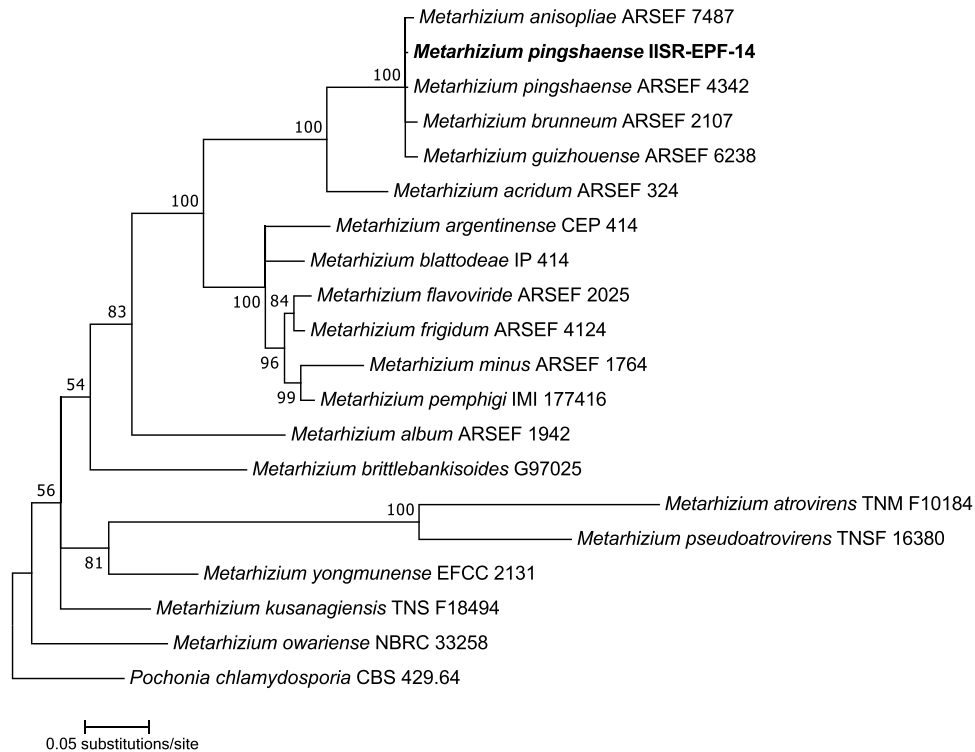 Metarhizium anisopliae ARSEF 7487
Metarhizium pingshaense IISR-EPF-14
100
Metarhizium pingshaense ARSEF 4342
Metarhizium brunneum ARSEF 2107
100
Metarhizium guizhouense ARSEF 6238
Metarhizium acridum ARSEF 324
100
Metarhizium argentinense CEP 414
Metarhizium blattodeae IP 414
100
84
Metarhizium flavoviride ARSEF 2025
83
Metarhizium frigidum ARSEF 4124
96
Metarhizium minus ARSEF 1764
54
99
Metarhizium pemphigi IMI 177416
Metarhizium album ARSEF 1942
Metarhizium brittlebankisoides G97025
56
100
Metarhizium atrovirens TNM F10184
Metarhizium pseudoatrovirens TNSF 16380
81
Metarhizium yongmunense EFCC 2131
Metarhizium kusanagiensis TNS F18494
Metarhizium owariense NBRC 33258
Pochonia chlamydosporia CBS 429.64
0.05 substitutions/site